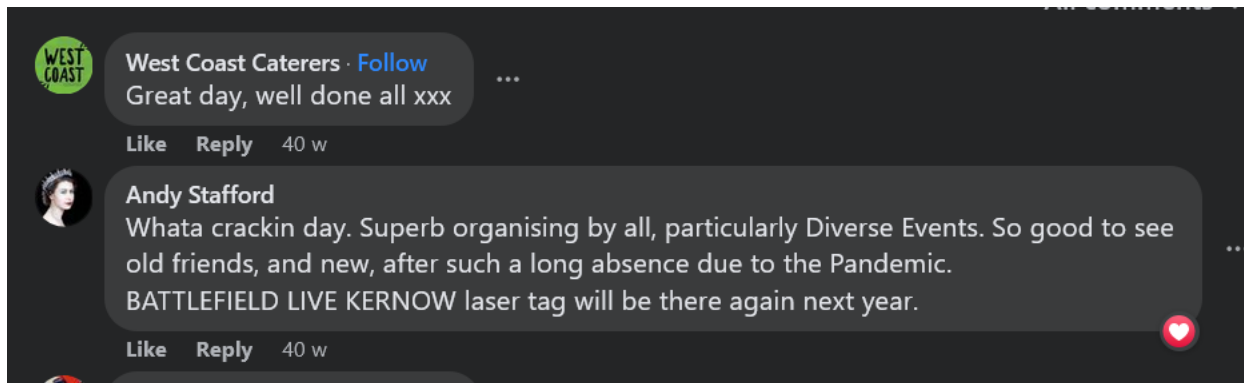 All comments
WEST
COAST
West Coast Caterers · Follow
Great day, well done all xxx
Like Reply 40 w
Andy Stafford
Whata crackin day. Superb organising by all, particularly Diverse Events. So good to see
old friends, and new, after such a long absence due to the Pandemic.
BATTLEFIELD LIVE KERNOW laser tag will be there again next year.
Like Reply 40 w